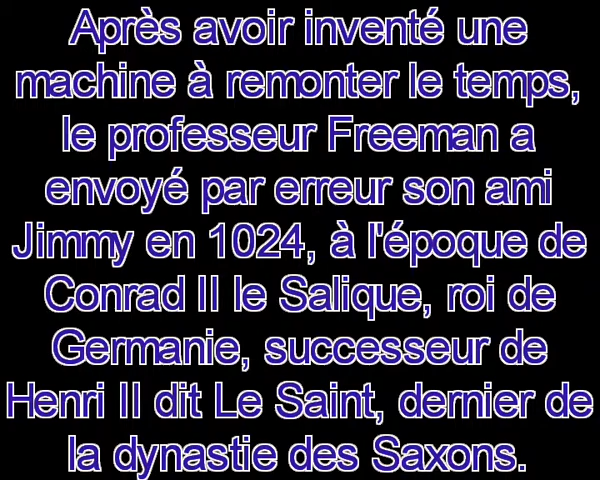 Après avoir inventé une
machine à remonter le temps,
le professeur Freeman a
envoyé par erreur son ami
Jimmy en 1024, à l'époque de
Conrad II le Salique, roi de
Germanie, successeur de
Henri II dit Le Saint, dernier de
la dynastie des Saxons.